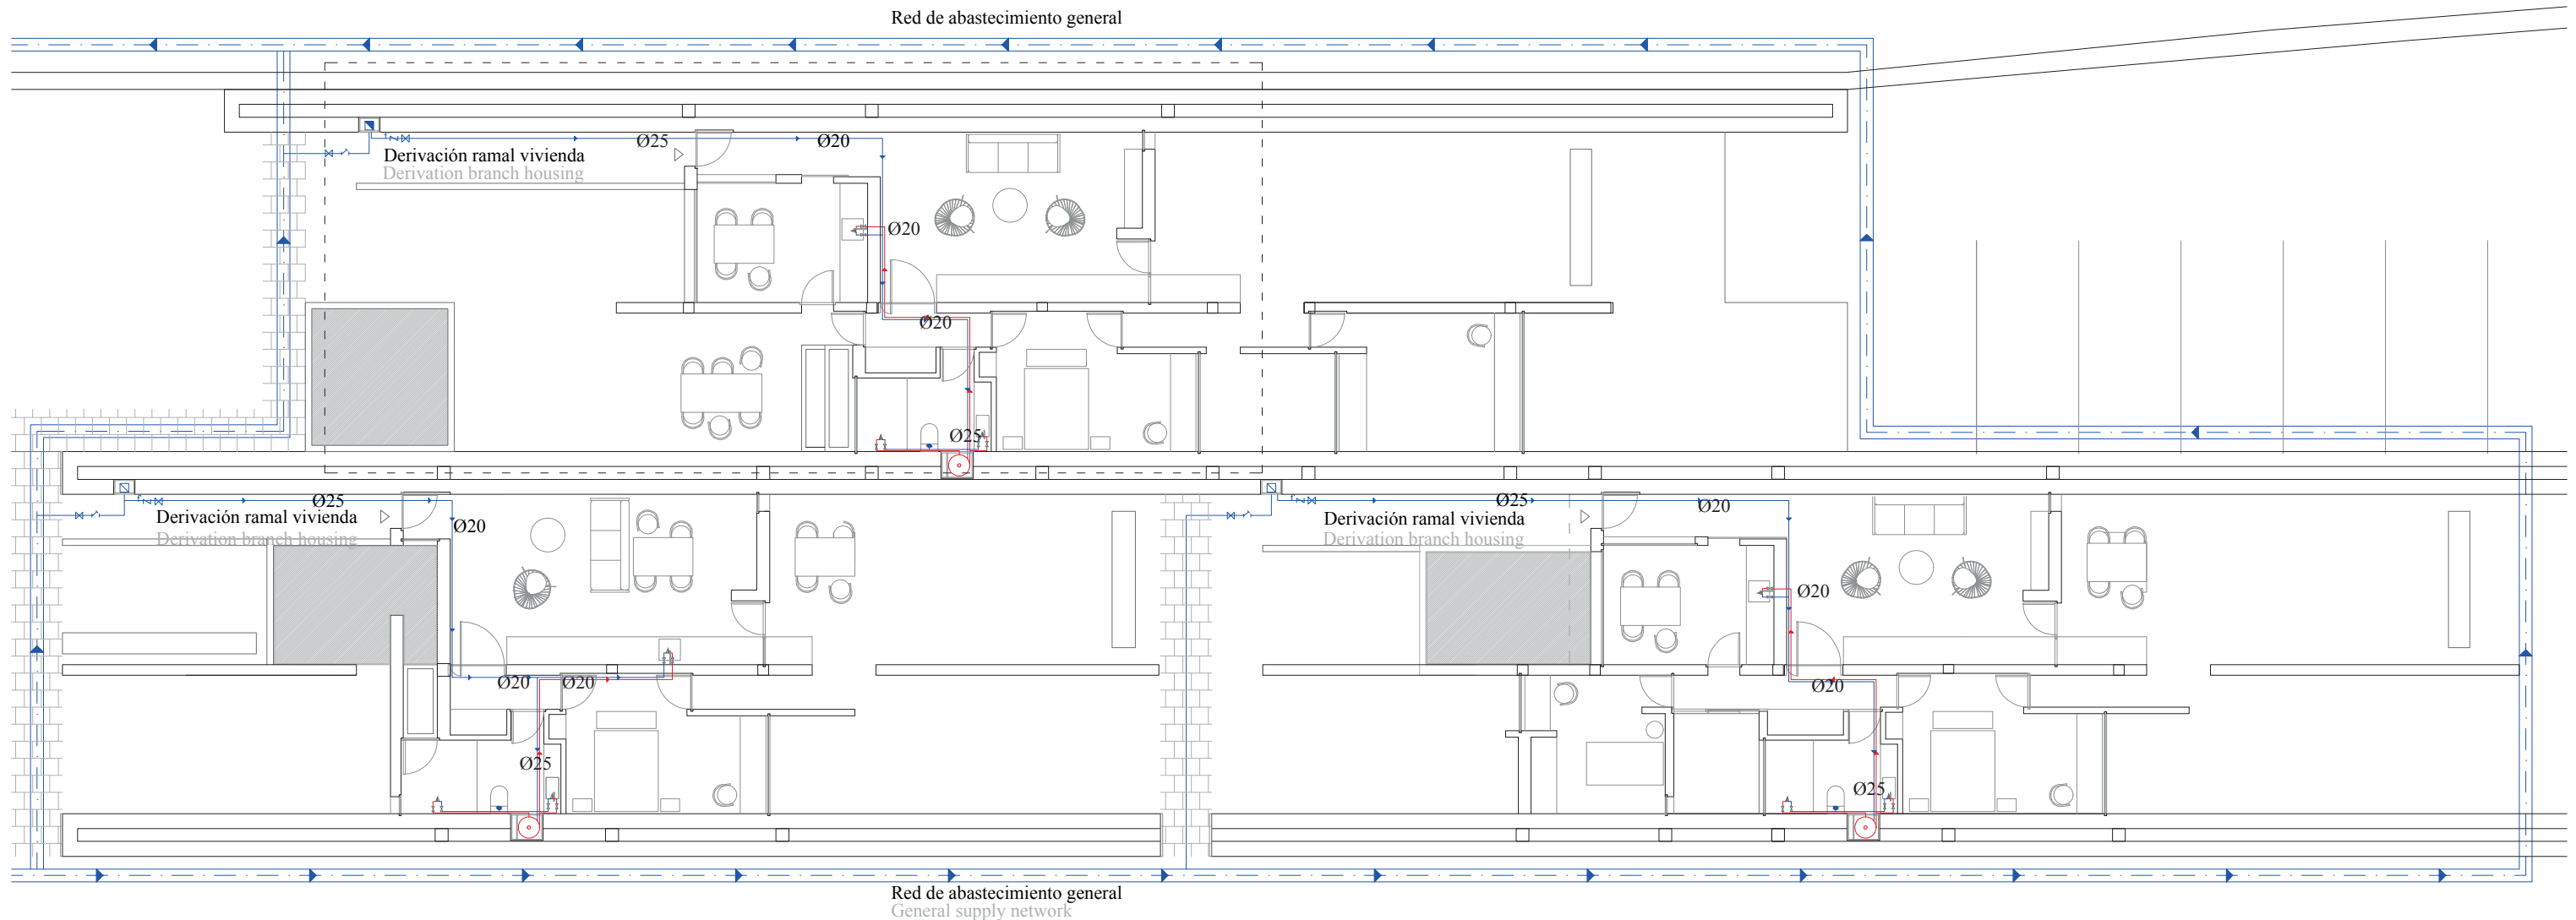 Red de abastecimiento general
Ø25
Ø20
Derivación ramal vivienda
Derivation branch housing
Ø20
Ø20
Ø25
Ø25
Derivación ramal vivienda
Derivation branch housing
Ø20
Ø20
Ø20
Ø25
Ø25
Ø20
Derivación ramal vivienda
Derivation branch housing
Ø20
Ø20
Ø25
Red de abastecimiento general
General supply network